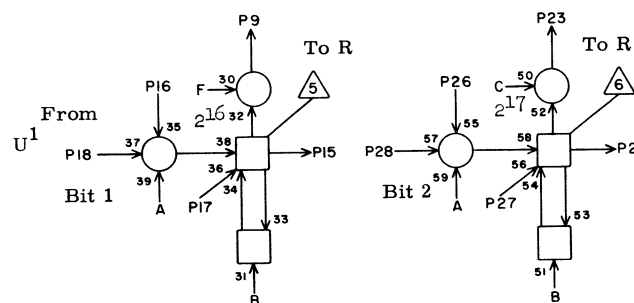 P9
To R
5
P16
F
30
2^16
32
From
U^1
35
37
P18
38
P15
36
34
39
Bit 1
A
P17
33
31
B
P23
To R
6
P26
C
50
2^17
52
55
57
P28
58
P2
56
54
59
Bit 2
A
P27
53
51
B